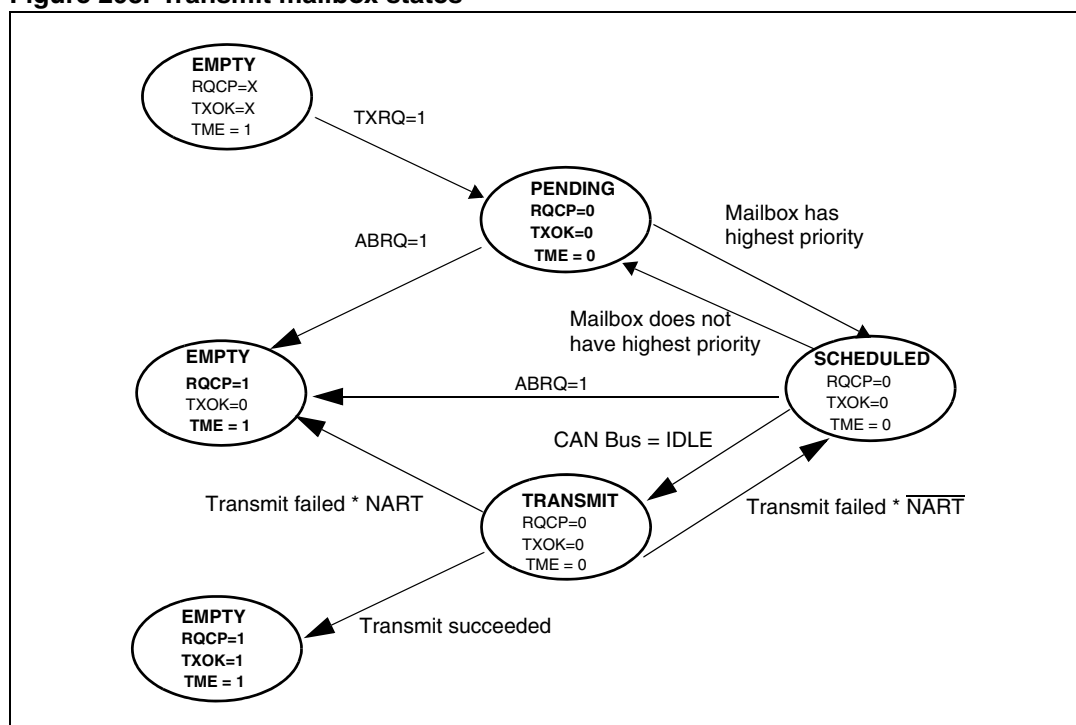 Transmit mailbox states
EMPTY
RQCP=X
TXOK=X
TME = 1
TXRQ=1
PENDING
RQCP=0
TXOK=0
TME = 0
Mailbox has
highest priority
ABRQ=1
Mailbox does not
have highest priority
EMPTY
RQCP=1
TXOK=0
TME = 1
SCHEDULED
RQCP=0
TXOK=0
TME = 0
ABRQ=1
CAN Bus = IDLE
Transmit failed * NART
TRANSMIT
RQCP=0
TXOK=0
TME = 0
Transmit failed * N̅A̅R̅T̅
EMPTY
RQCP=1
TXOK=1
TME = 1
Transmit succeeded